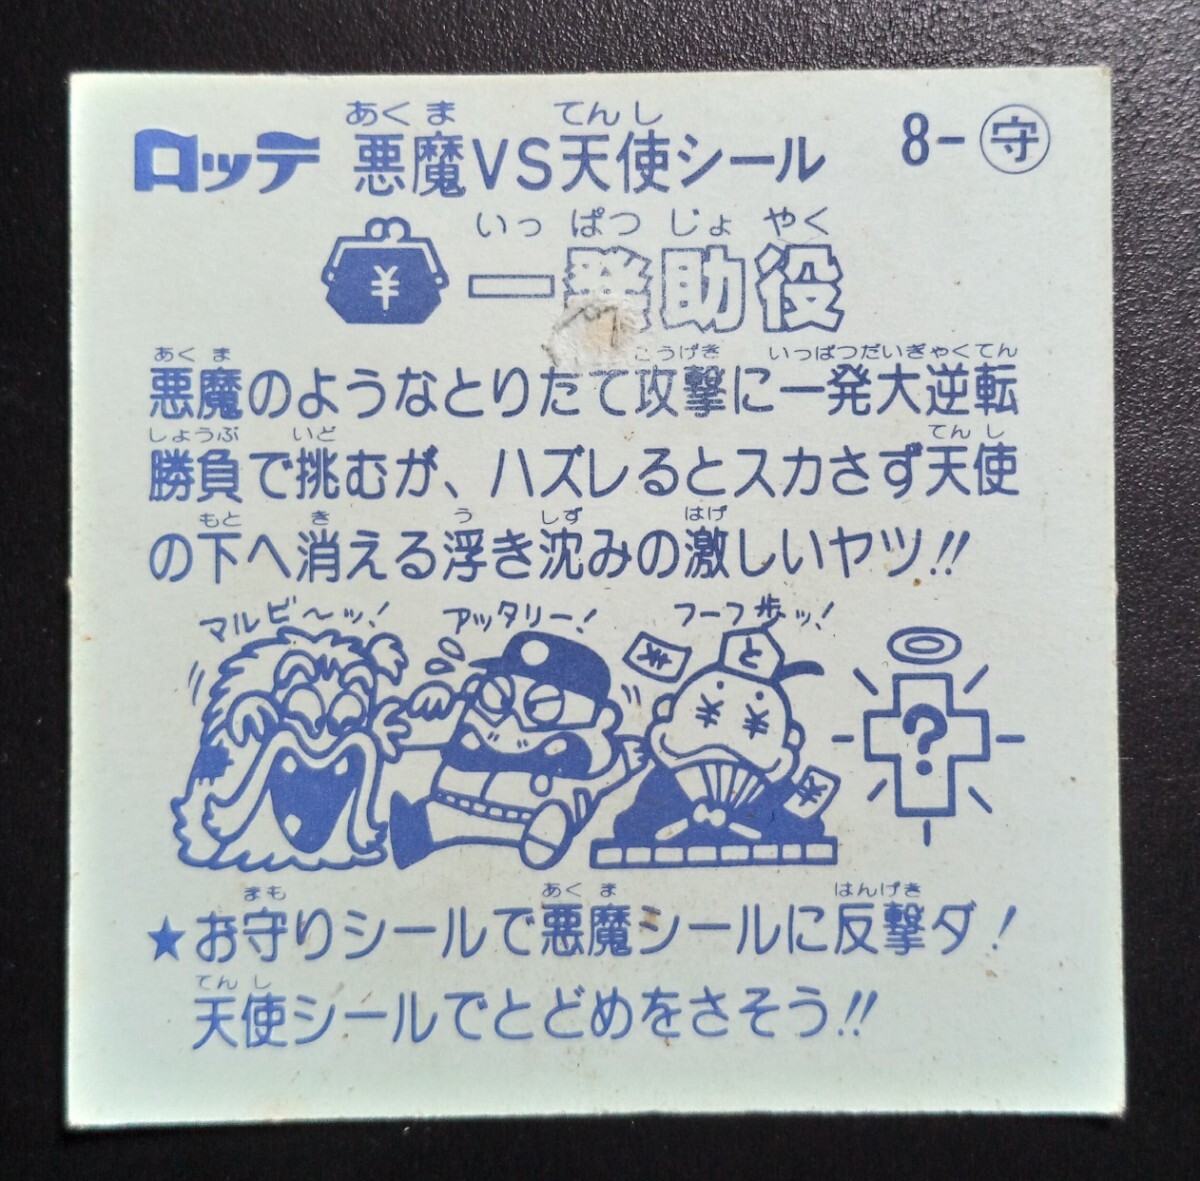 ロッテ 悪魔VS天使シール 8-守
あくま てんし
いっぱつじょやく
¥ 一発助役
あくま こうげき いっぱつだいぎゃくてん
悪魔のようなとりたて攻撃に一発大逆転
しょうぶ いど てんし
勝負で挑むが、ハズレるとスカさず天使
もと き う しず はげ
の下へ消える浮き沈みの激しいヤツ!!
マルビ〜ッ! アッタリー! フーフ歩ッ!
?
まも あくま はんげき
★お守りシールで悪魔シールに反撃ダ!
てんし
天使シールでとどめをさそう!!